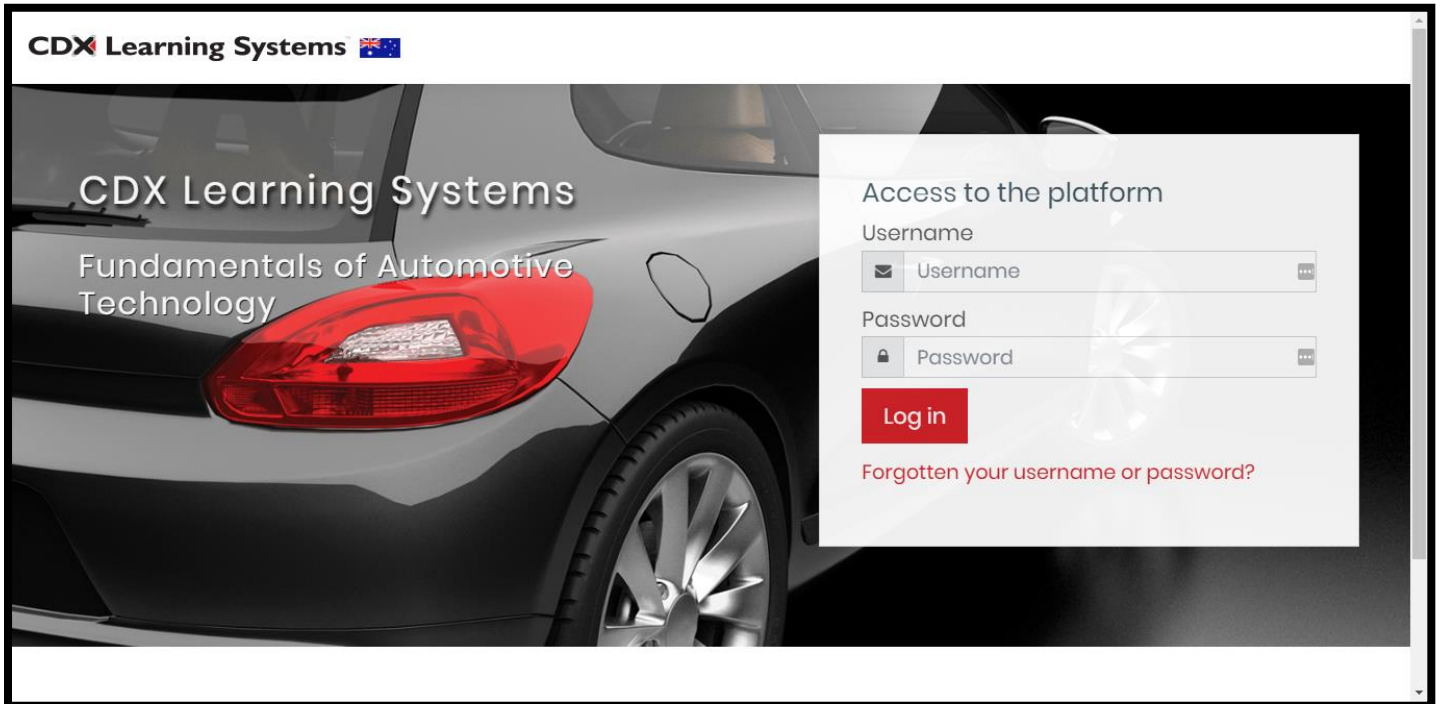 CDX Learning Systems
CDX Learning Systems
Fundamentals of Automotive
Technology
Access to the platform
Username
Username
Password
Password
Log in
Forgotten your username or password?